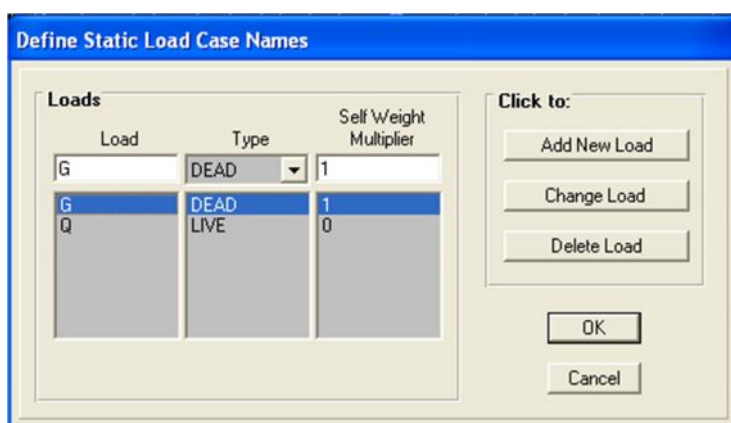 Define Static Load Case Names
Loads
Load Type Self Weight Multiplier
G DEAD 1
G DEAD 1
Q LIVE 0
Click to:
Add New Load
Change Load
Delete Load
OK
Cancel